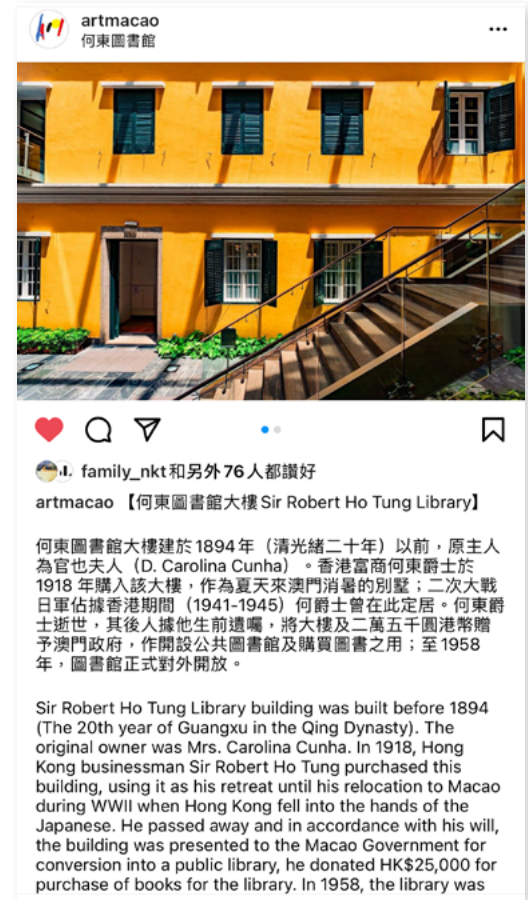 artmacao
何東圖書館
family_nkt和另外 76 人都讚好
artmacao 【何東圖書館大樓Sir Robert Ho Tung Library】
何東圖書館大樓建於1894年（清光緒二十年）以前，原主人
為官也夫人（D. Carolina Cunha）。香港富商何東爵士於
1918 年購入該大樓，作為夏天來澳門消暑的別墅；二次大戰
日軍佔據香港期間（1941-1945）何爵士曾在此定居。何東爵
士逝世，其後人據他生前遺囑，將大樓及二萬五千圓港幣贈
予澳門政府，作開設公共圖書館及購買圖書之用；至1958
年，圖書館正式對外開放。
Sir Robert Ho Tung Library building was built before 1894
(The 20th year of Guangxu in the Qing Dynasty). The
original owner was Mrs. Carolina Cunha. In 1918, Hong
Kong businessman Sir Robert Ho Tung purchased this
building, using it as his retreat until his relocation to Macao
during WWII when Hong Kong fell into the hands of the
Japanese. He passed away and in accordance with his will,
the building was presented to the Macao Government for
conversion into a public library, he donated HK$25,000 for
purchase of books for the library. In 1958, the library was